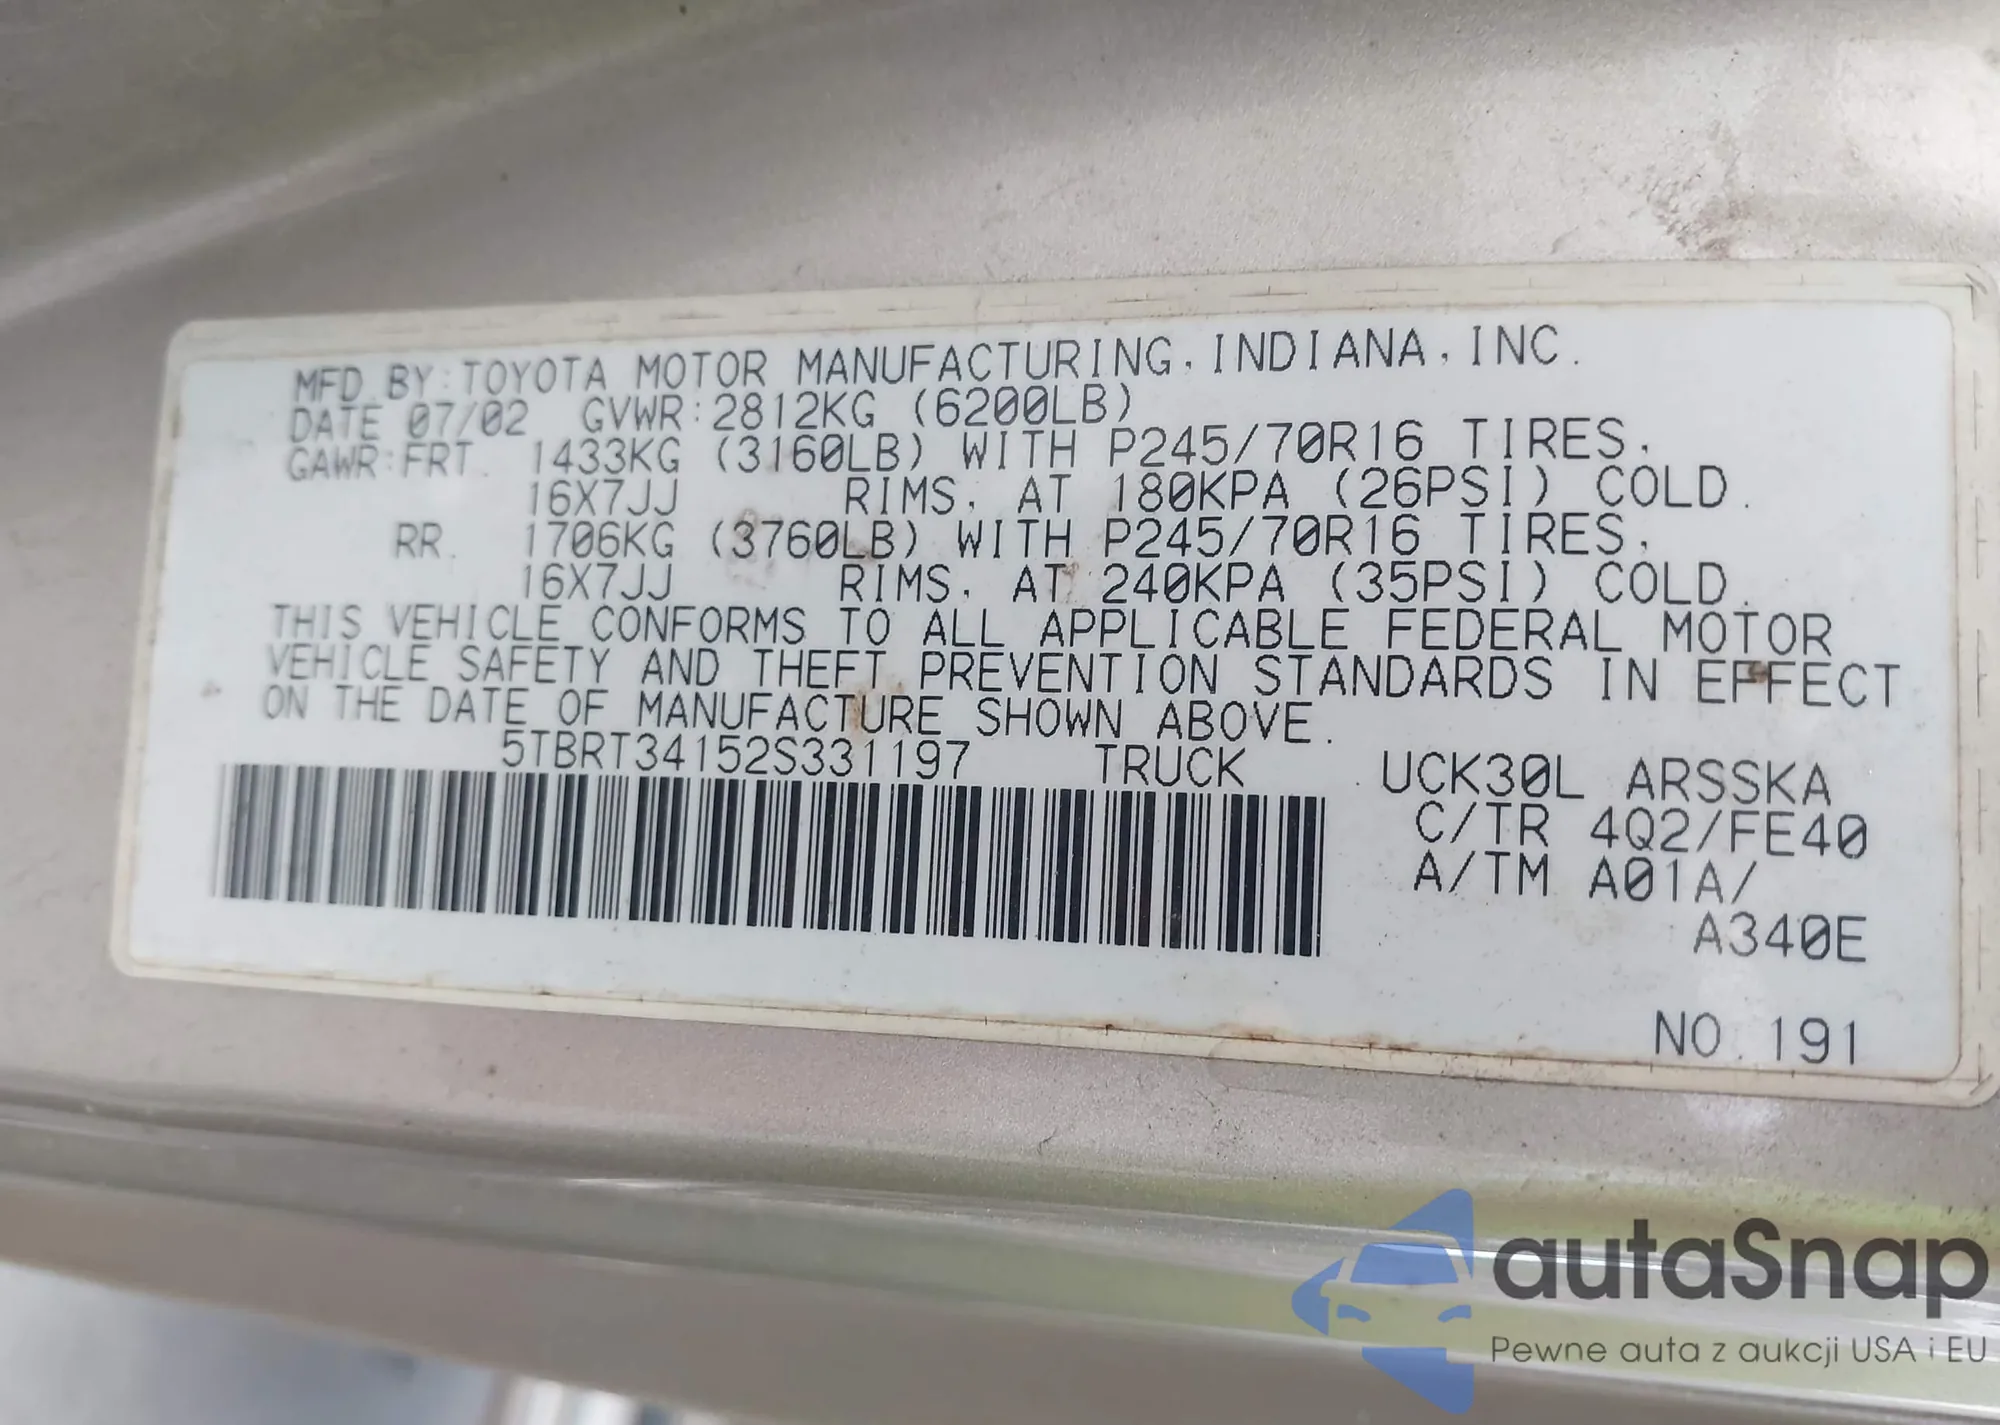 MFD. BY: TOYOTA MOTOR MANUFACTURING, INDIANA, INC.
DATE 07/02 GVWR: 2812KG (6200LB)
GAWR: FRT. 1433KG (3160LB) WITH P245/70R16 TIRES,
16X7JJ RIMS, AT 180KPA (26PSI) COLD.
RR. 1706KG (3760LB) WITH P245/70R16 TIRES,
16X7JJ RIMS, AT 240KPA (35PSI) COLD.
THIS VEHICLE CONFORMS TO ALL APPLICABLE FEDERAL MOTOR
VEHICLE SAFETY AND THEFT PREVENTION STANDARDS IN EFFECT
ON THE DATE OF MANUFACTURE SHOWN ABOVE.
5TBRT34152S331197 TRUCK UCK30L ARSSKA
C/TR 4Q2/FE40
A/TM A01A/
A340E
NO. 191
autaSnap
Pewne auta z aukcji USA i EU